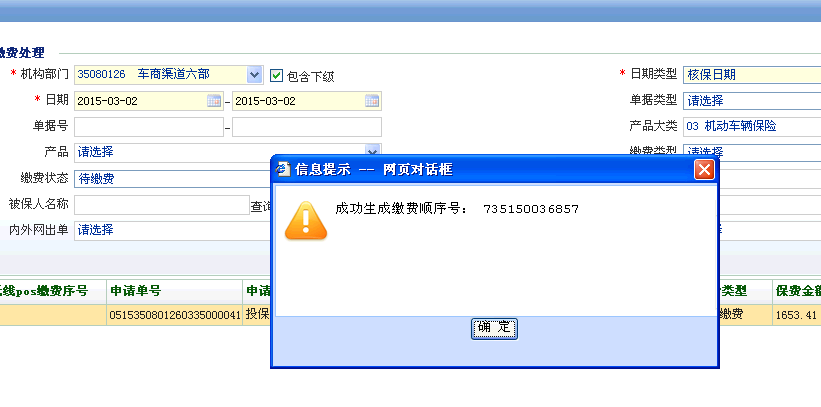 缴费处理
* 机构部门 35080126 车商渠道六部 包含下级 * 日期类型 核保日期
* 日期 2015-03-02 - 2015-03-02 单据类型 请选择
单据号 - 产品大类 03 机动车辆保险
产品 请选择 缴费类型 请选择
缴费状态 待缴费
被保人名称 查询
内外网出单 请选择
信息提示 -- 网页对话框
成功生成缴费顺序号： 735150036857
确 定
线pos缴费序号 申请单号 申请 类型 保费金额
0515350801260335000041 投保 缴费 1653.41